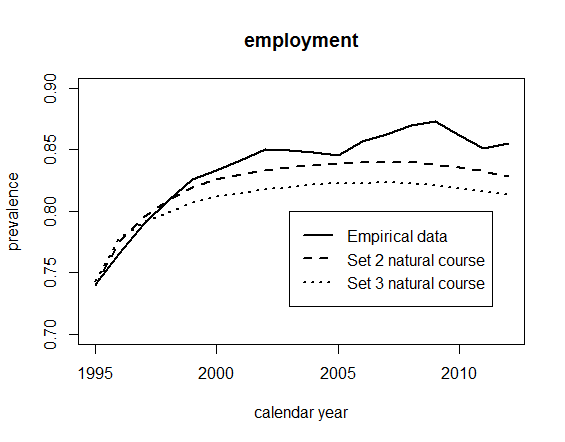 employment
prevalence
0.90
0.85
0.80
0.75
0.70
Empirical data
Set 2 natural course
Set 3 natural course
1995 2000 2005 2010
calendar year